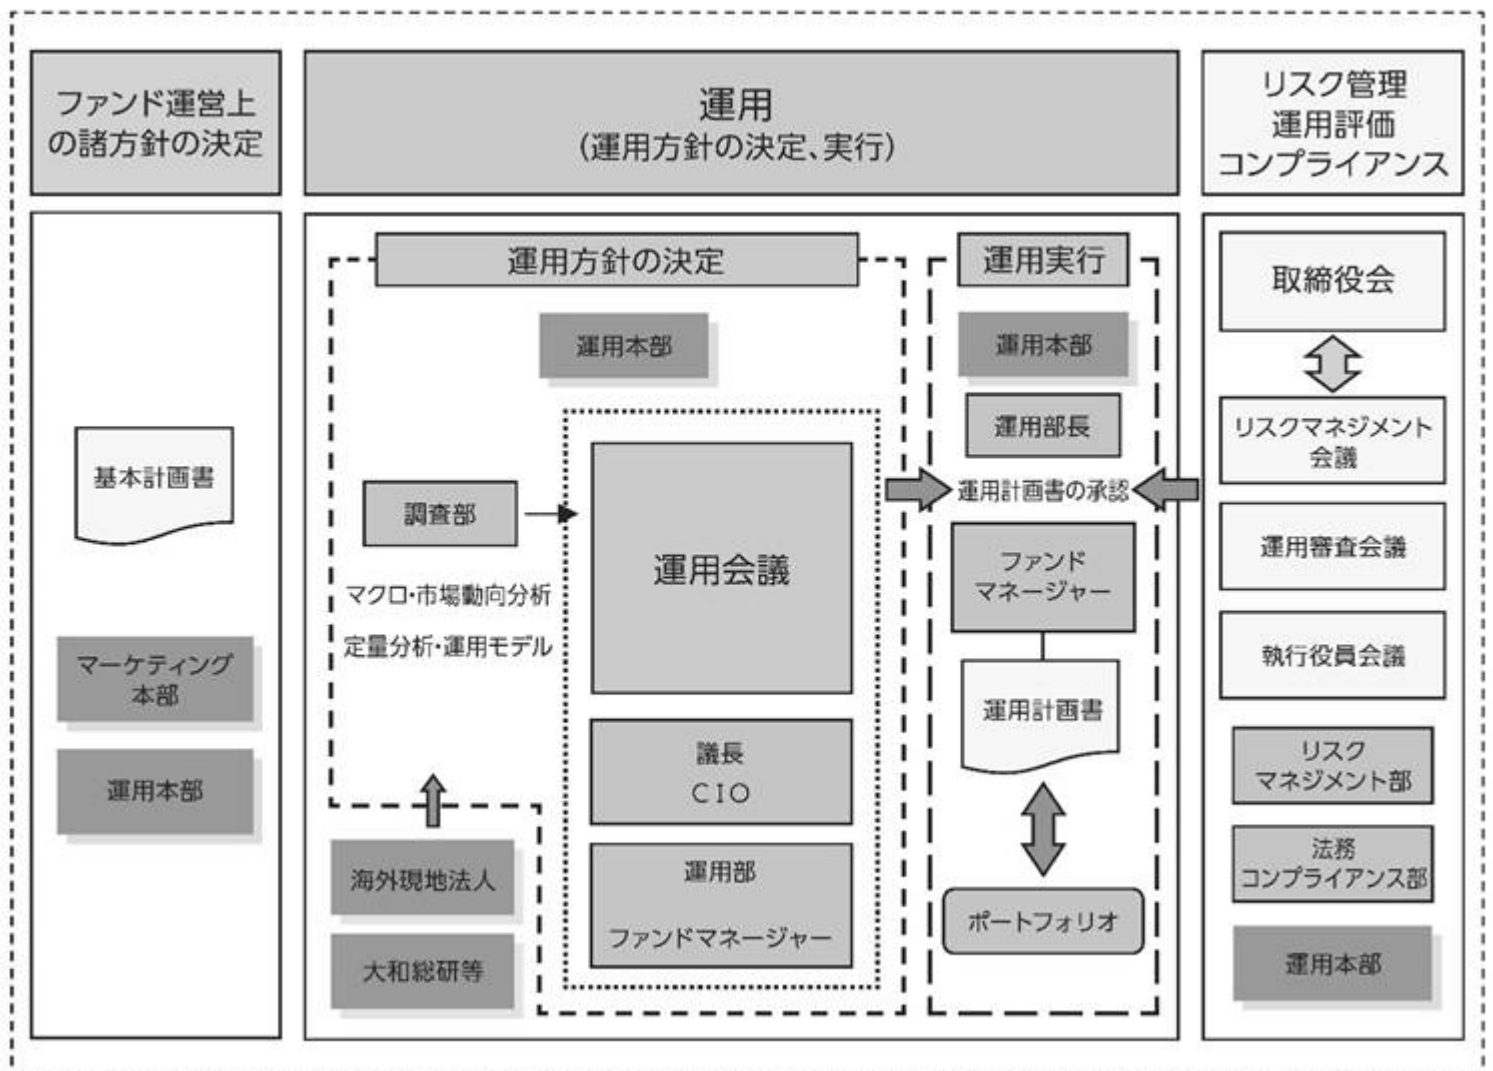 ファンド運営上
の諸方針の決定
運用
(運用方針の決定、実行)
リスク管理
運用評価
コンプライアンス
基本計画書
マーケティング
本部
運用本部
運用方針の決定
運用本部
調査部
マクロ・市場動向分析
定量分析・運用モデル
海外現地法人
大和総研等
運用会議
議長
CIO
運用部
ファンドマネージャー
運用実行
運用本部
運用部長
運用計画書の承認
ファンド
マネージャー
運用計画書
ポートフォリオ
取締役会
リスクマネジメント
会議
運用審査会議
執行役員会議
リスク
マネジメント部
法務
コンプライアンス部
運用本部